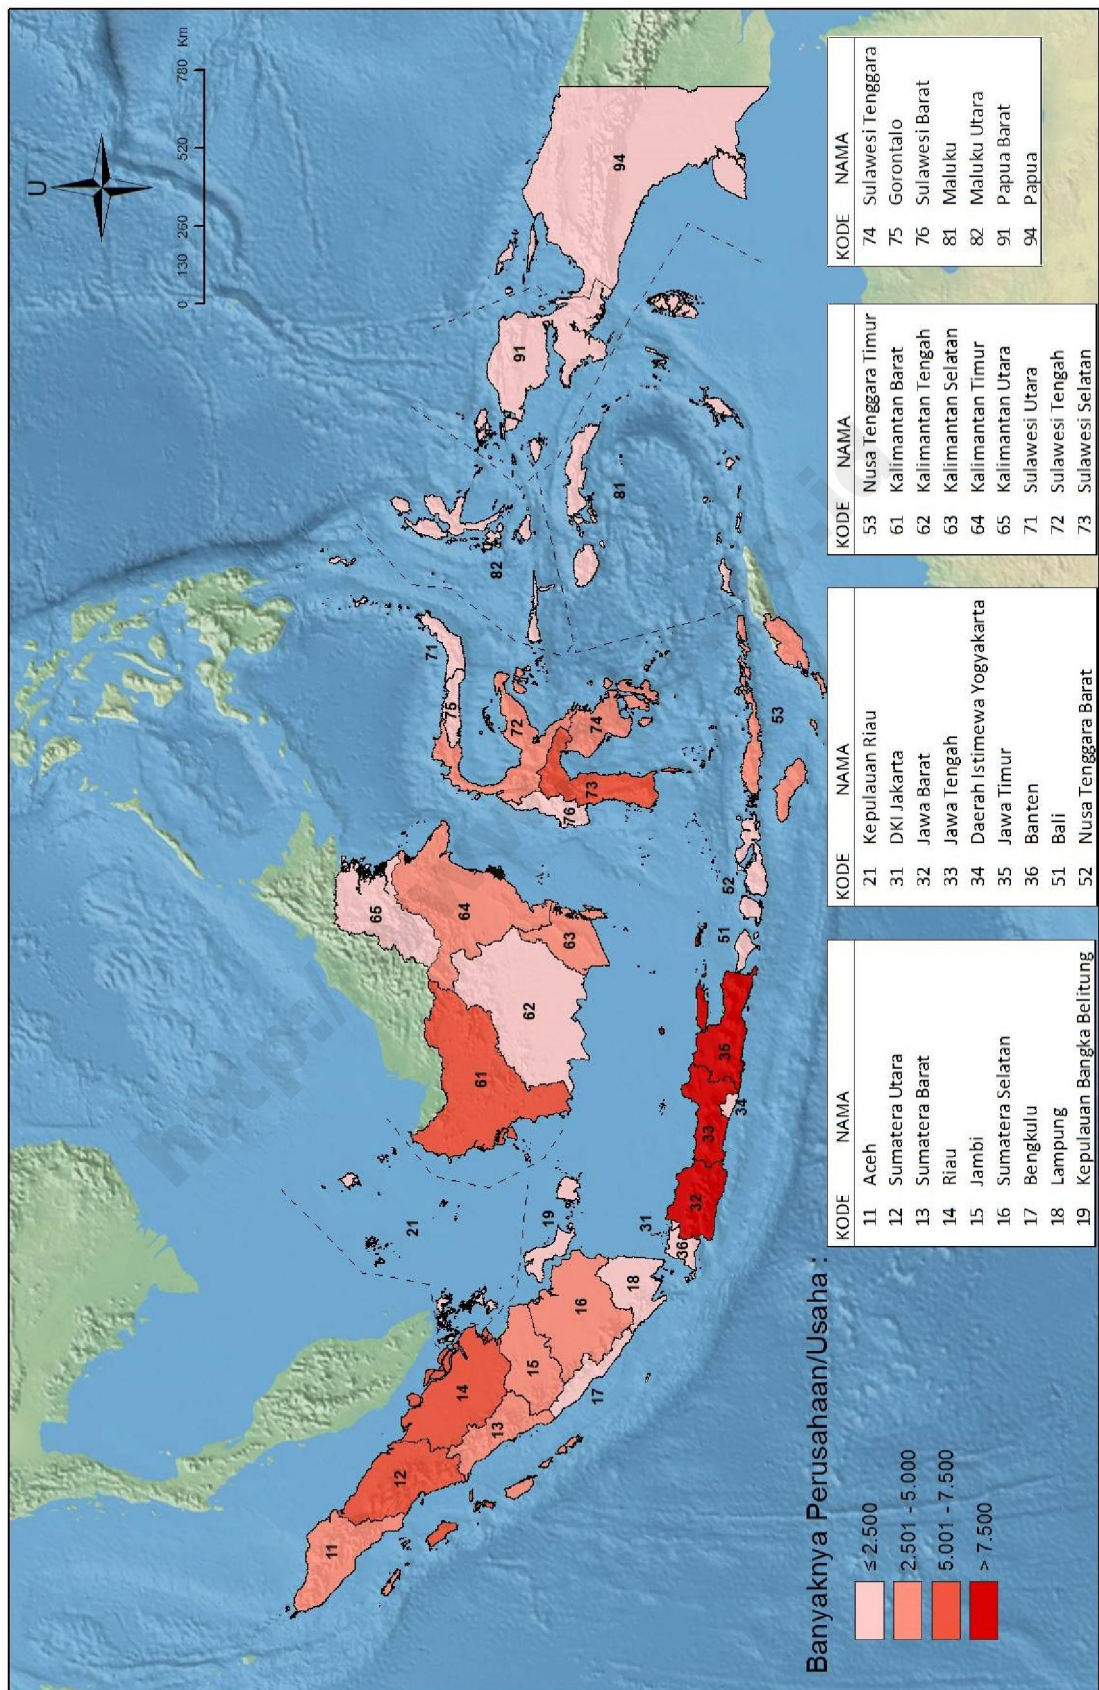 U
0 130 260 520 780 Km
11
12
13
14
15
16
17
18
19
21
31
36
32
33
34
35
51
52
53
61
62
63
64
65
71
75
72
76
73
74
82
81
91
94
Banyaknya Perusahaan/Usaha :
≤ 2.500
2.501 - 5.000
5.001 - 7.500
> 7.500
KODE NAMA
11 Aceh
12 Sumatera Utara
13 Sumatera Barat
14 Riau
15 Jambi
16 Sumatera Selatan
17 Bengkulu
18 Lampung
19 Kepulauan Bangka Belitung
KODE NAMA
21 Kepulauan Riau
31 DKI Jakarta
32 Jawa Barat
33 Jawa Tengah
34 Daerah Istimewa Yogyakarta
35 Jawa Timur
36 Banten
51 Bali
52 Nusa Tenggara Barat
KODE NAMA
53 Nusa Tenggara Timur
61 Kalimantan Barat
62 Kalimantan Tengah
63 Kalimantan Selatan
64 Kalimantan Timur
65 Kalimantan Utara
71 Sulawesi Utara
72 Sulawesi Tengah
73 Sulawesi Selatan
KODE NAMA
74 Sulawesi Tenggara
75 Gorontalo
76 Sulawesi Barat
81 Maluku
82 Maluku Utara
91 Papua Barat
94 Papua